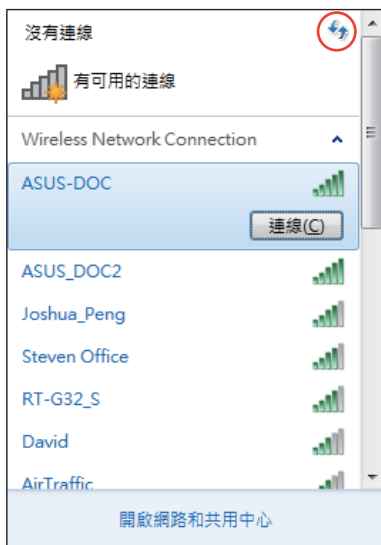 沒有連線
有可用的連線
Wireless Network Connection
ASUS-DOC
連線(C)
ASUS_DOC2
Joshua_Peng
Steven Office
RT-G32_S
David
AirTraffic
開啟網路和共用中心